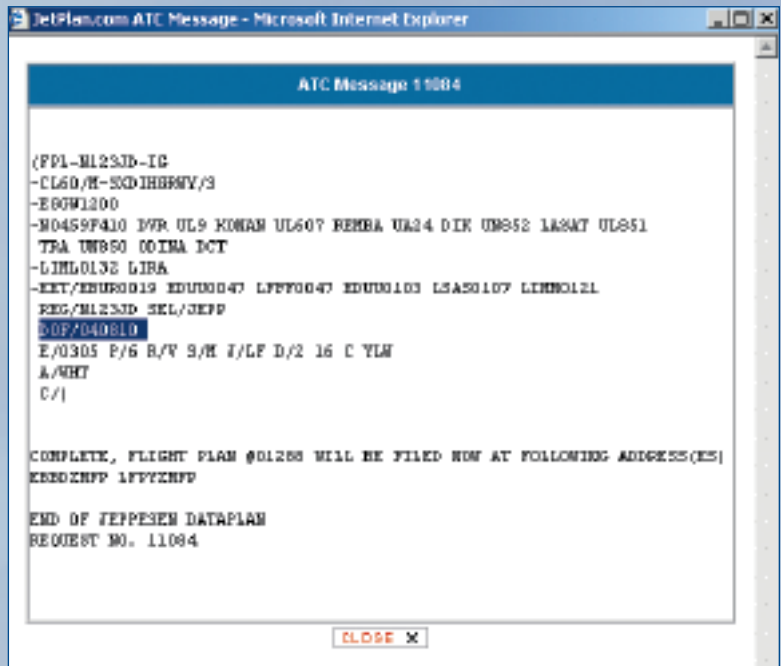 JetPlan.com ATC Message - Microsoft Internet Explorer
ATC Message 11084
(FPL-N123JD-IG
-CL60/M-SXDIHGRWY/S
-EGGW1200
-N0459F410 DVR UL9 KONAN UL607 REMBA UA24 DIK UN852 LASAT UL851
TRA UN850 ODINA DCT
-LIML0132 LIRA
-EET/EBUR0019 EDUU0047 LFFF0047 EDUU0103 LSAS0107 LIMM0121
REG/N123JD SEL/JEPP
DOF/040810
E/0305 P/6 R/V S/M J/LF D/2 16 C YLW
A/WHT
C/)
COMPLETE, FLIGHT PLAN #01288 WILL BE FILED NOW AT FOLLOWING ADDRESS(ES)
EBBDZMFP LFPYZMFP
END OF JEPPESEN DATAPLAN
REQUEST NO. 11084
CLOSE X